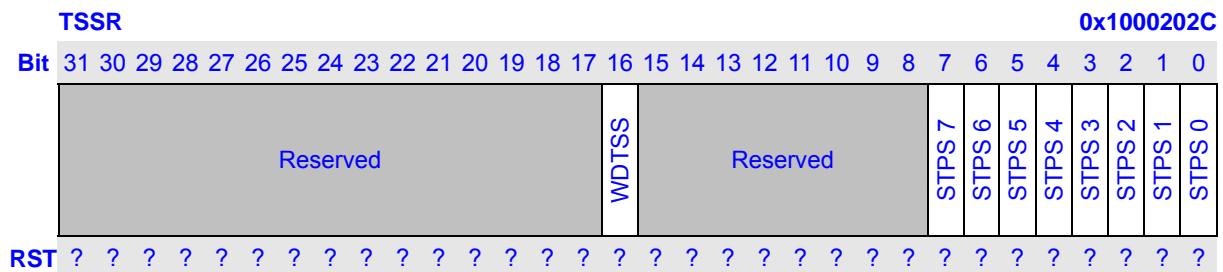 TSSR 0x1000202C
Bit 31 30 29 28 27 26 25 24 23 22 21 20 19 18 17 16 15 14 13 12 11 10 9 8 7 6 5 4 3 2 1 0
Reserved WDTSS Reserved STPS 7 STPS 6 STPS 5 STPS 4 STPS 3 STPS 2 STPS 1 STPS 0
RST ? ? ? ? ? ? ? ? ? ? ? ? ? ? ? ? ? ? ? ? ? ? ? ? ? ? ? ? ? ? ? ?